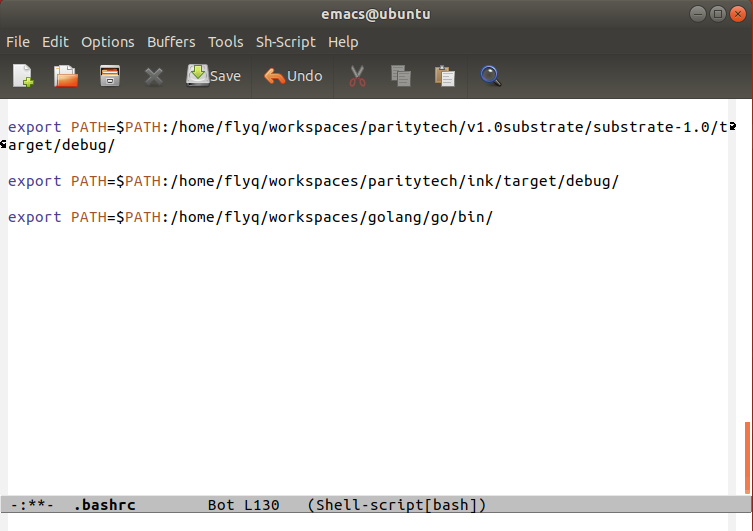 emacs@ubuntu
File Edit Options Buffers Tools Sh-Script Help
Save Undo
export PATH=$PATH:/home/flyq/workspaces/paritytech/v1.0substrate/substrate-1.0/t
arget/debug/
export PATH=$PATH:/home/flyq/workspaces/paritytech/ink/target/debug/
export PATH=$PATH:/home/flyq/workspaces/golang/go/bin/
-:**-  .bashrc        Bot L130   (Shell-script[bash])